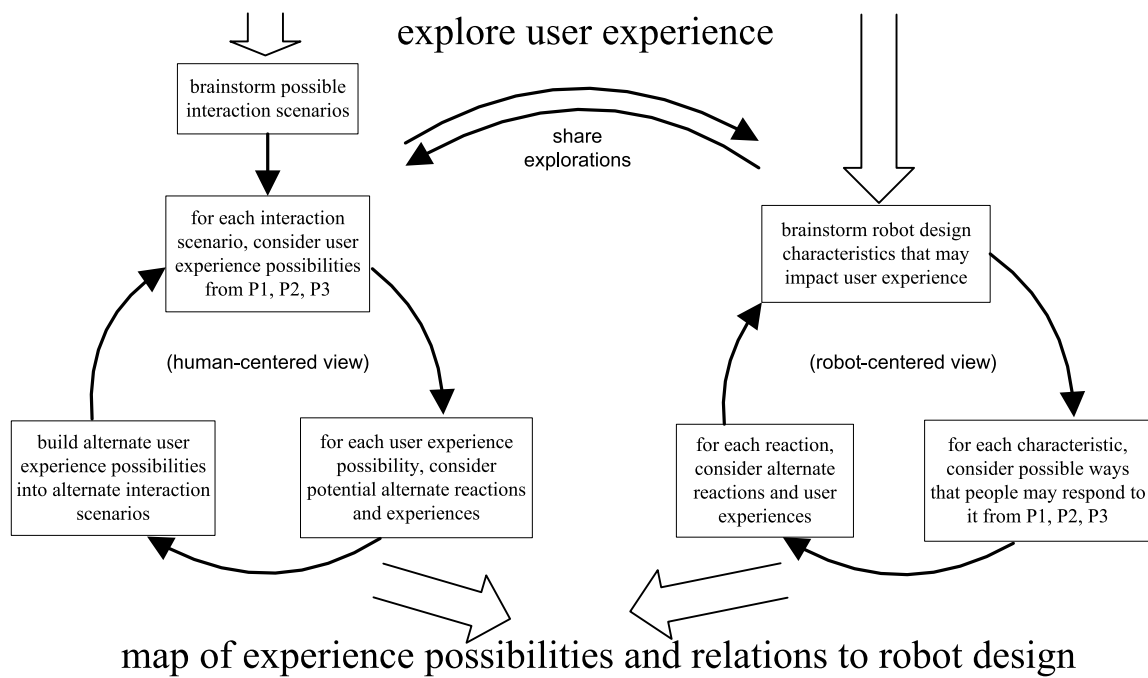 explore user experience
brainstorm possible
interaction scenarios
share
explorations
for each interaction
scenario, consider user
experience possibilities
from P1, P2, P3
brainstorm robot design
characteristics that may
impact user experience
(human-centered view)
(robot-centered view)
build alternate user
experience possibilities
into alternate interaction
scenarios
for each user experience
possibility, consider
potential alternate reactions
and experiences
for each reaction,
consider alternate
reactions and user
experiences
for each characteristic,
consider possible ways
that people may respond to
it from P1, P2, P3
map of experience possibilities and relations to robot design